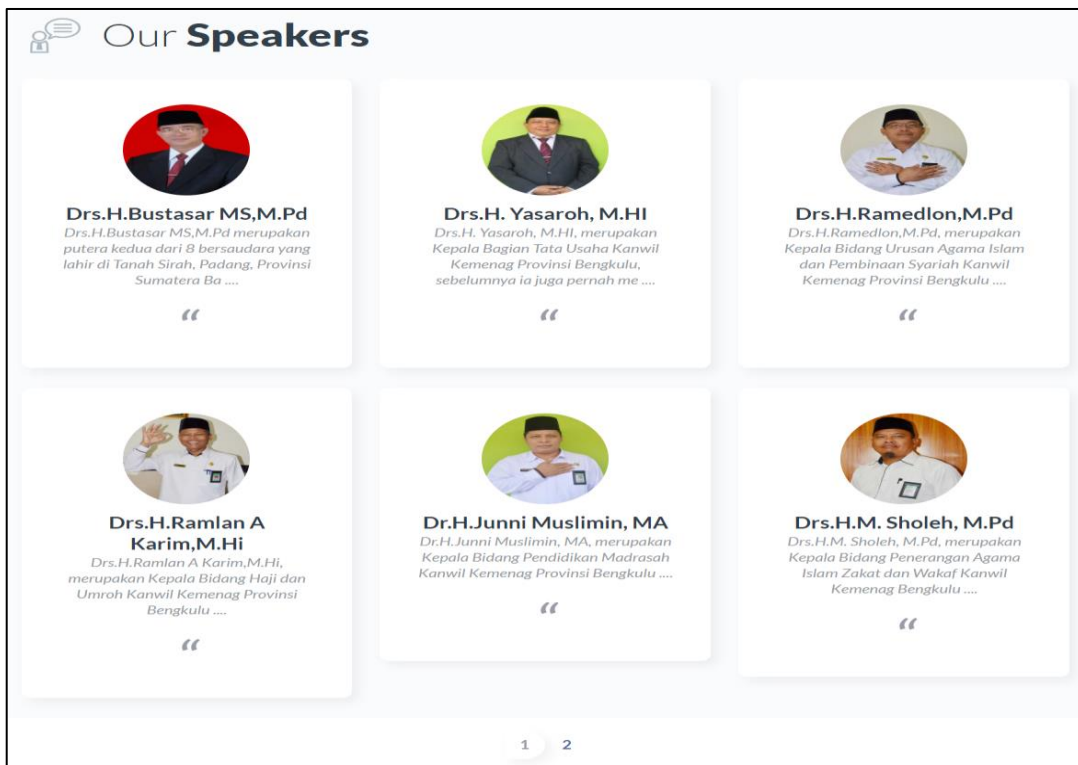 Our Speakers
Drs.H.Bustasar MS,M.Pd
Drs.H.Bustasar MS,M.Pd merupakan
putera kedua dari 8 bersaudara yang
lahir di Tanah Sirah, Padang, Provinsi
Sumatera Ba ....
“
Drs.H. Yasaroh, M.HI
Drs.H. Yasaroh, M.HI, merupakan
Kepala Bagian Tata Usaha Kanwil
Kemenag Provinsi Bengkulu,
sebelumnya ia juga pernah me ....
“
Drs.H.Ramedlon,M.Pd
Drs.H.Ramedlon,M.Pd, merupakan
Kepala Bidang Urusan Agama Islam
dan Pembinaan Syariah Kanwil
Kemenag Provinsi Bengkulu ....
“
Drs.H.Ramlan A
Karim,M.Hi
Drs.H.Ramlan A Karim,M.Hi,
merupakan Kepala Bidang Haji dan
Umroh Kanwil Kemenag Provinsi
Bengkulu ....
“
Dr.H.Junni Muslimin, MA
Dr.H.Junni Muslimin, MA, merupakan
Kepala Bidang Pendidikan Madrasah
Kanwil Kemenag Provinsi Bengkulu ....
“
Drs.H.M. Sholeh, M.Pd
Drs.H.M. Sholeh, M.Pd, merupakan
Kepala Bidang Penerangan Agama
Islam Zakat dan Wakaf Kanwil
Kemenag Bengkulu ....
“
1 2